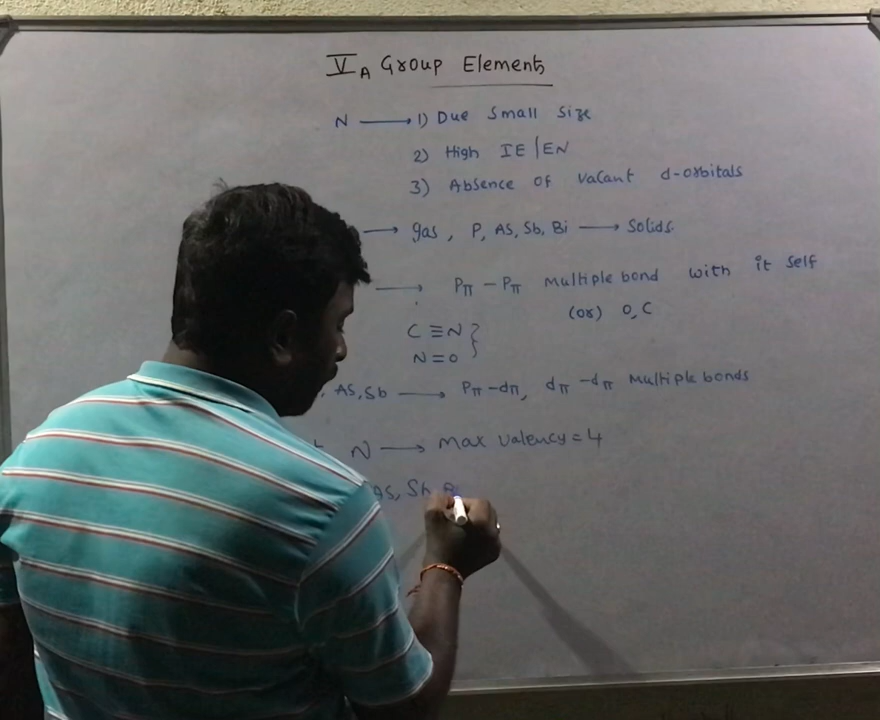 V A Group Elements
N → 1) Due Small Size
2) High IE/EN
3) Absence of Vacant d-orbitals
→ gas, P, AS, Sb, Bi → Solids
→ Pπ - Pπ Multiple bond with it Self
(or) O, C
C ≡ N }
N = O }
, AS, Sb → Pπ - dπ, dπ - dπ Multiple bonds
N → Max Valency = 4
AS, Sb